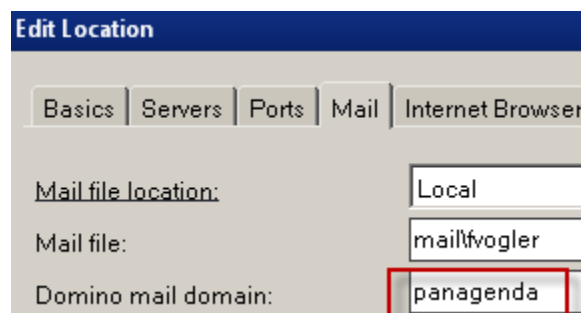 Edit Location
Basics Servers Ports Mail Internet Browser
Mail file location: Local
Mail file: mail\fvogler
Domino mail domain: panagenda